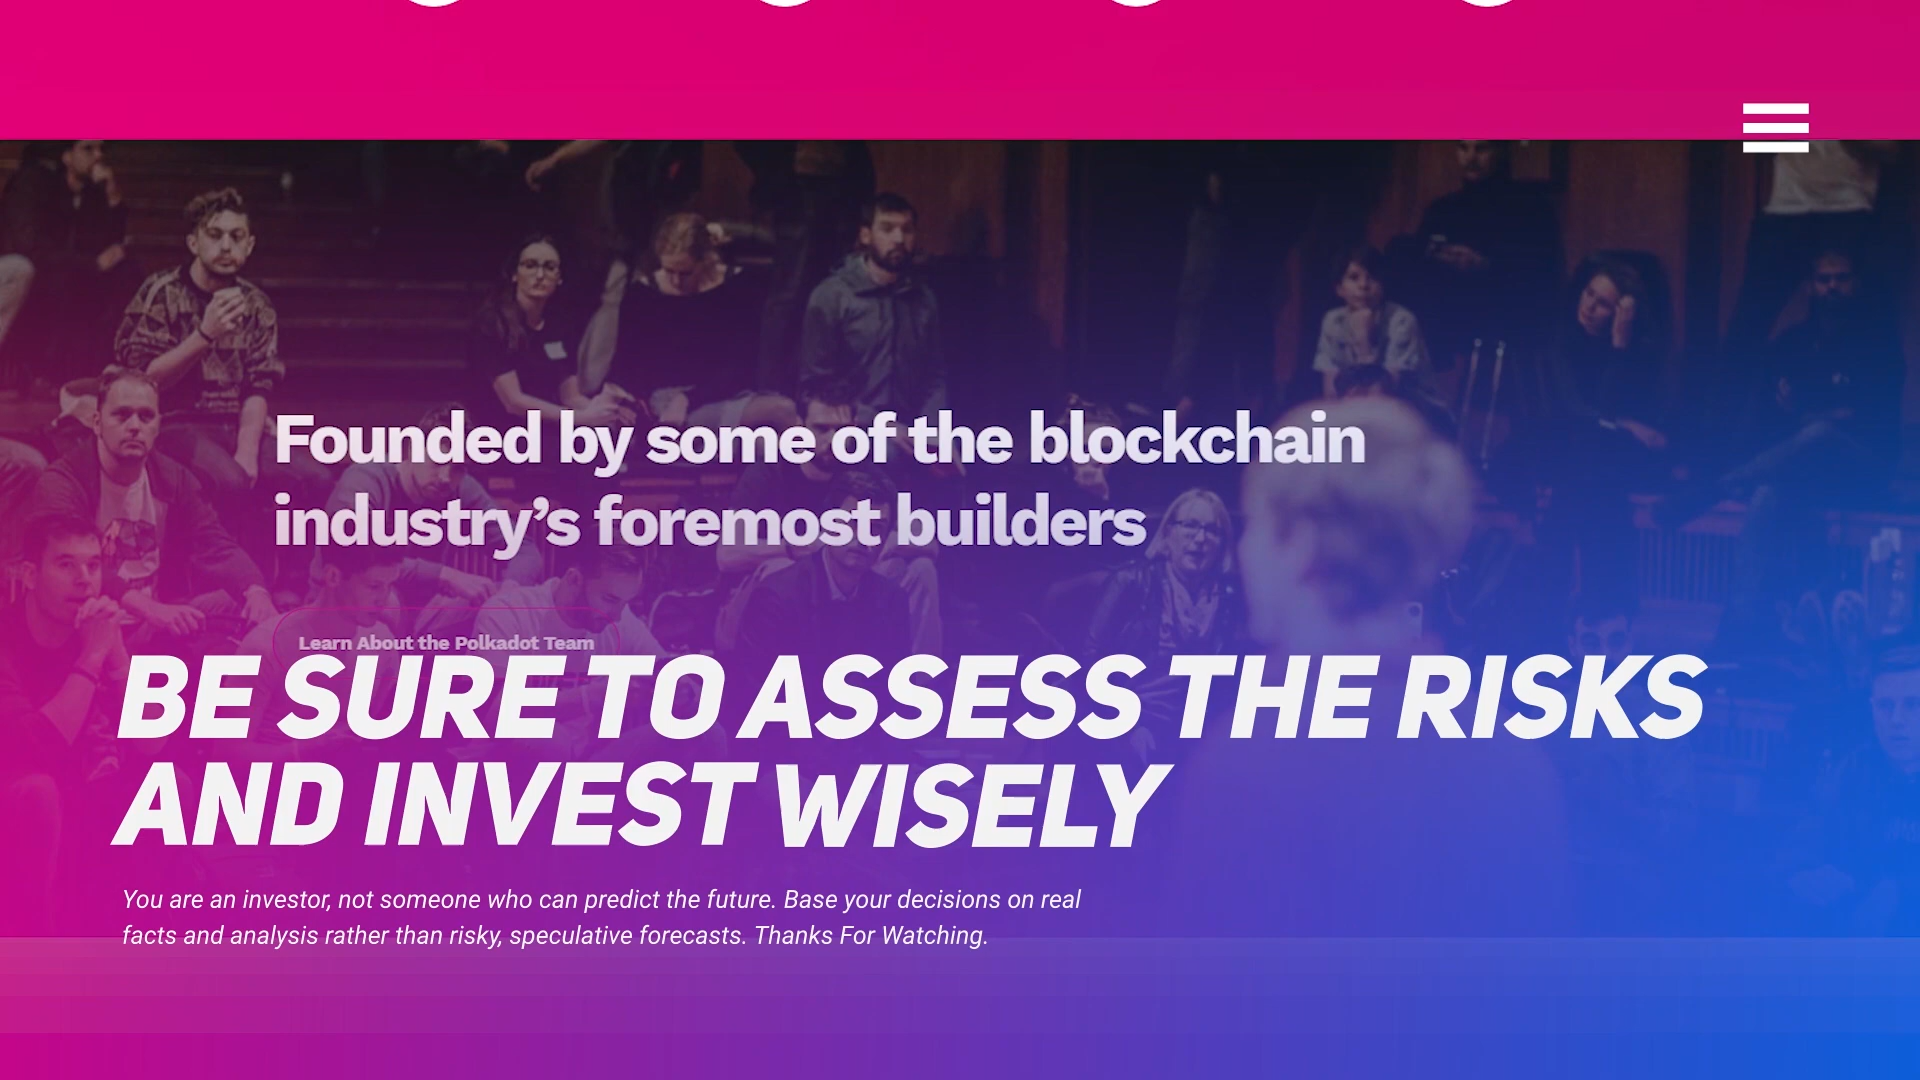 Founded by some of the blockchain
industry’s foremost builders
Learn About the Polkadot Team
BE SURE TO ASSESS THE RISKS
AND INVEST WISELY
You are an investor, not someone who can predict the future. Base your decisions on real
facts and analysis rather than risky, speculative forecasts. Thanks For Watching.